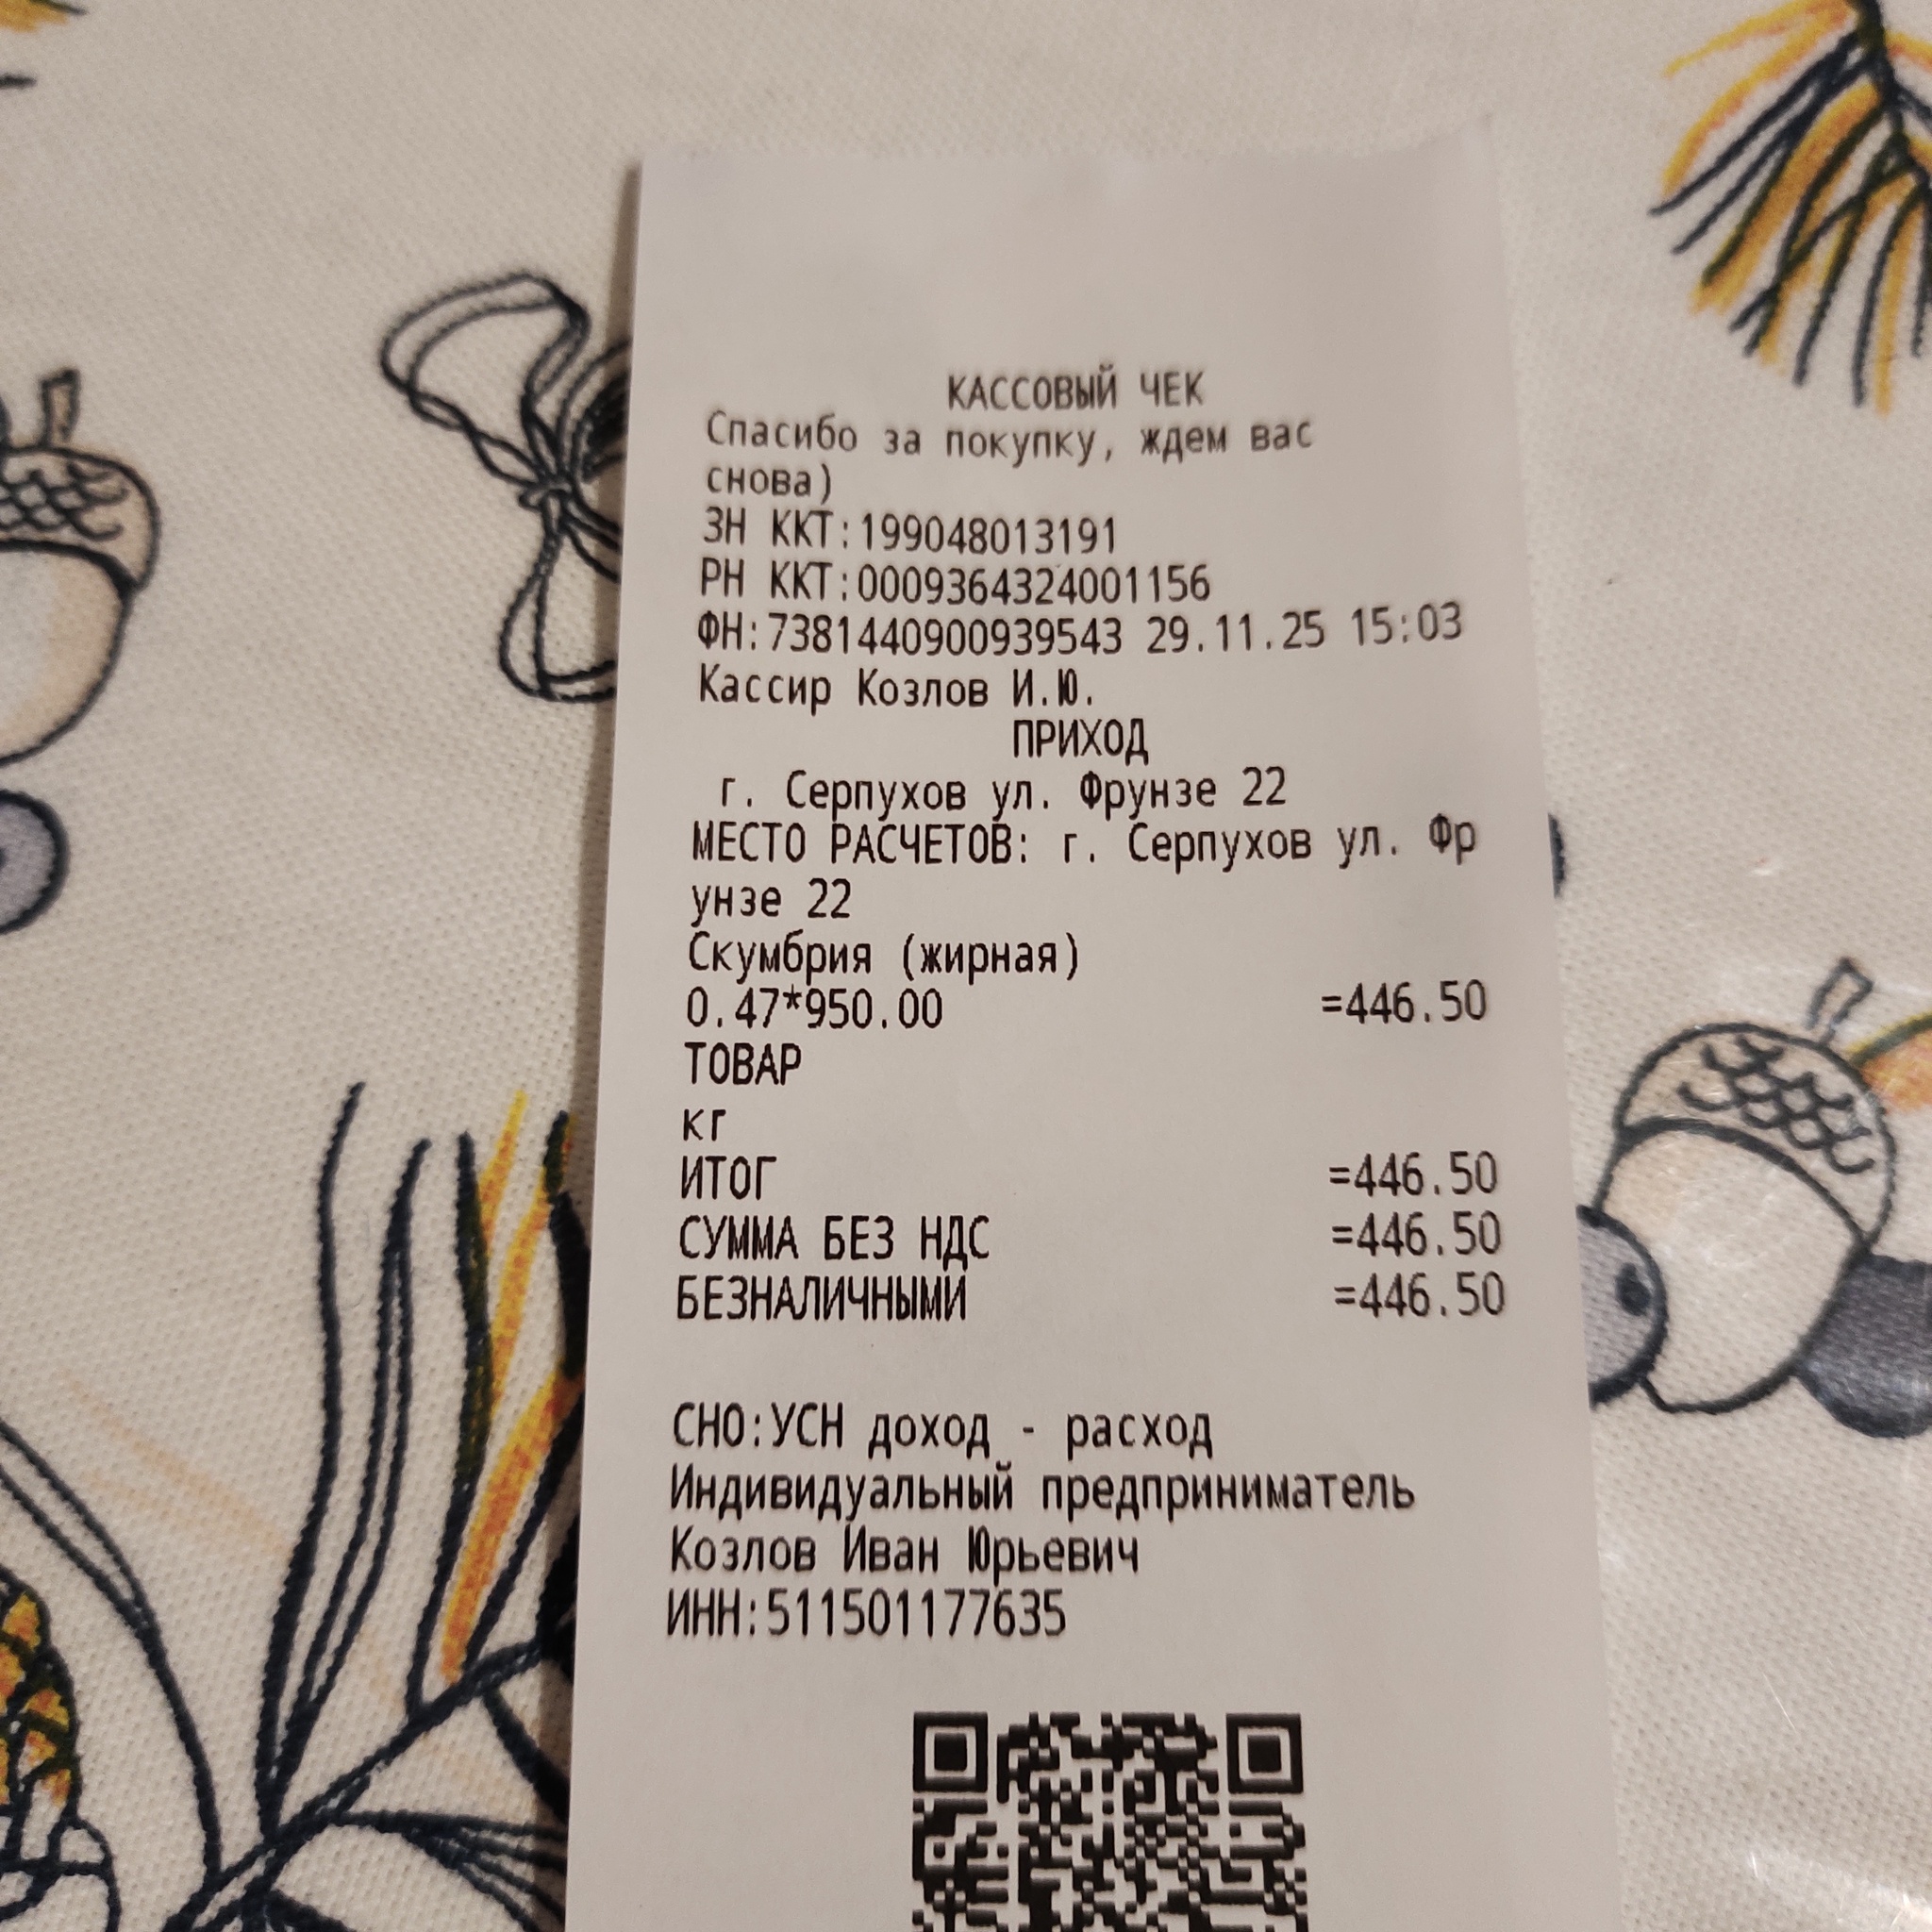 КАССОВЫЙ ЧЕК
Спасибо за покупку, ждем вас
снова)
ЗН ККТ:199048013191
РН ККТ:0009364324001156
ФН:7381440900939543 29.11.25 15:03
Кассир Козлов И.Ю.
ПРИХОД
г. Серпухов ул. Фрунзе 22
МЕСТО РАСЧЕТОВ: г. Серпухов ул. Фр
унзе 22
Скумбрия (жирная)
0.47*950.00 =446.50
ТОВАР
кг
ИТОГ =446.50
СУММА БЕЗ НДС =446.50
БЕЗНАЛИЧНЫМИ =446.50
СНО:УСН доход - расход
Индивидуальный предприниматель
Козлов Иван Юрьевич
ИНН:511501177635